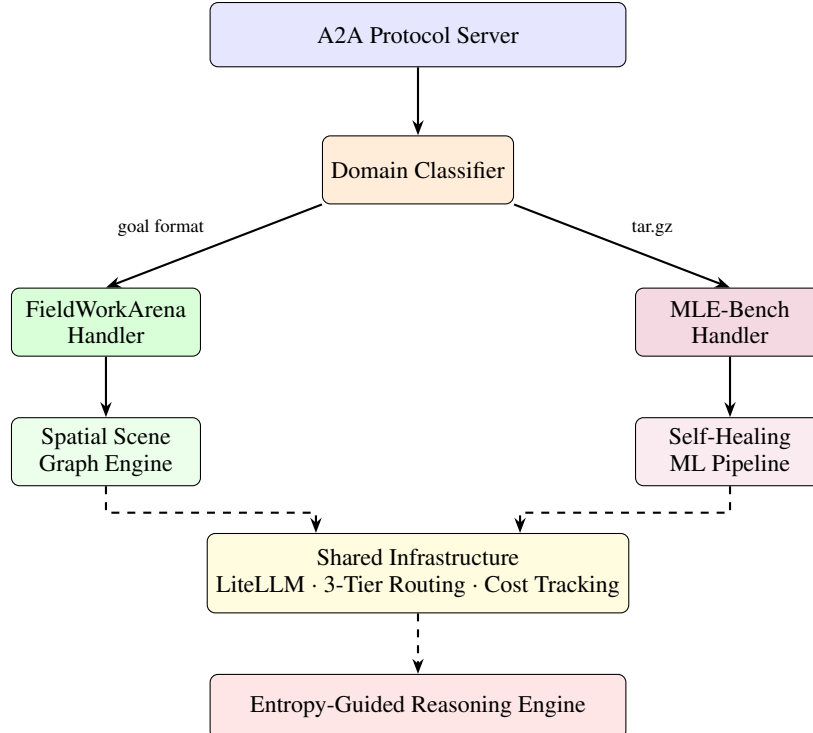 A2A Protocol Server
Domain Classifier
goal format
tar.gz
FieldWorkArena
Handler
MLE-Bench
Handler
Spatial Scene
Graph Engine
Self-Healing
ML Pipeline
Shared Infrastructure
LiteLLM · 3-Tier Routing · Cost Tracking
Entropy-Guided Reasoning Engine